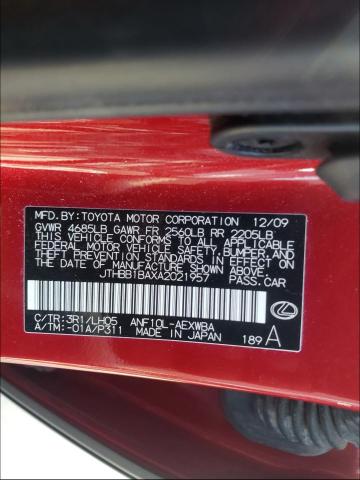 MFD. BY: TOYOTA MOTOR CORPORATION 12/09
GVWR 4685LB GAWR FR 2560LB RR 2205LB
THIS VEHICLE CONFORMS TO ALL APPLICABLE
FEDERAL MOTOR VEHICLE SAFETY, BUMPER,
AND THEFT PREVENTION STANDARDS IN EFFECT
ON THE DATE OF MANUFACTURE SHOWN ABOVE.
JTHBB1BAXA2021957 PASS.CAR
C/TR:3R1/LH05 ANF10L-AEXWBA
A/TM:-01A/P311 MADE IN JAPAN 189 A